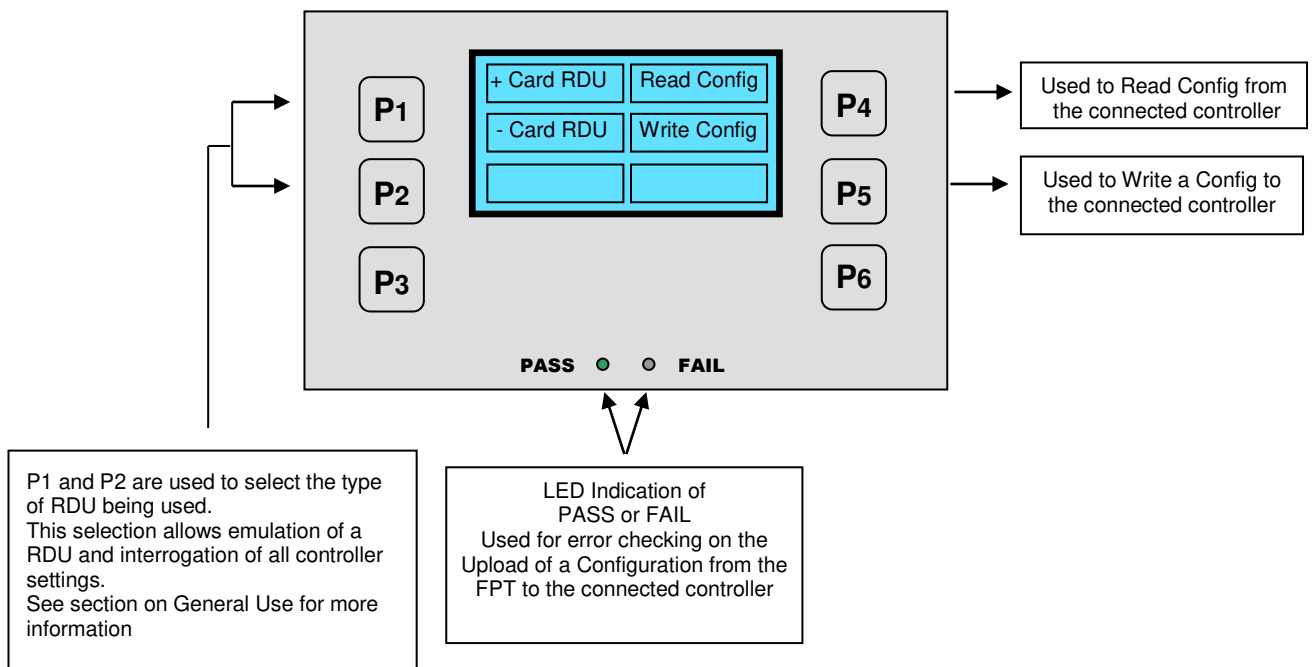 + Card RDU
Read Config
- Card RDU
Write Config
P1
P2
P3
P4
P5
P6
PASS
FAIL
Used to Read Config from
the connected controller
Used to Write a Config to
the connected controller
P1 and P2 are used to select the type
of RDU being used.
This selection allows emulation of a
RDU and interrogation of all controller
settings.
See section on General Use for more
information
LED Indication of
PASS or FAIL
Used for error checking on the
Upload of a Configuration from the
FPT to the connected controller